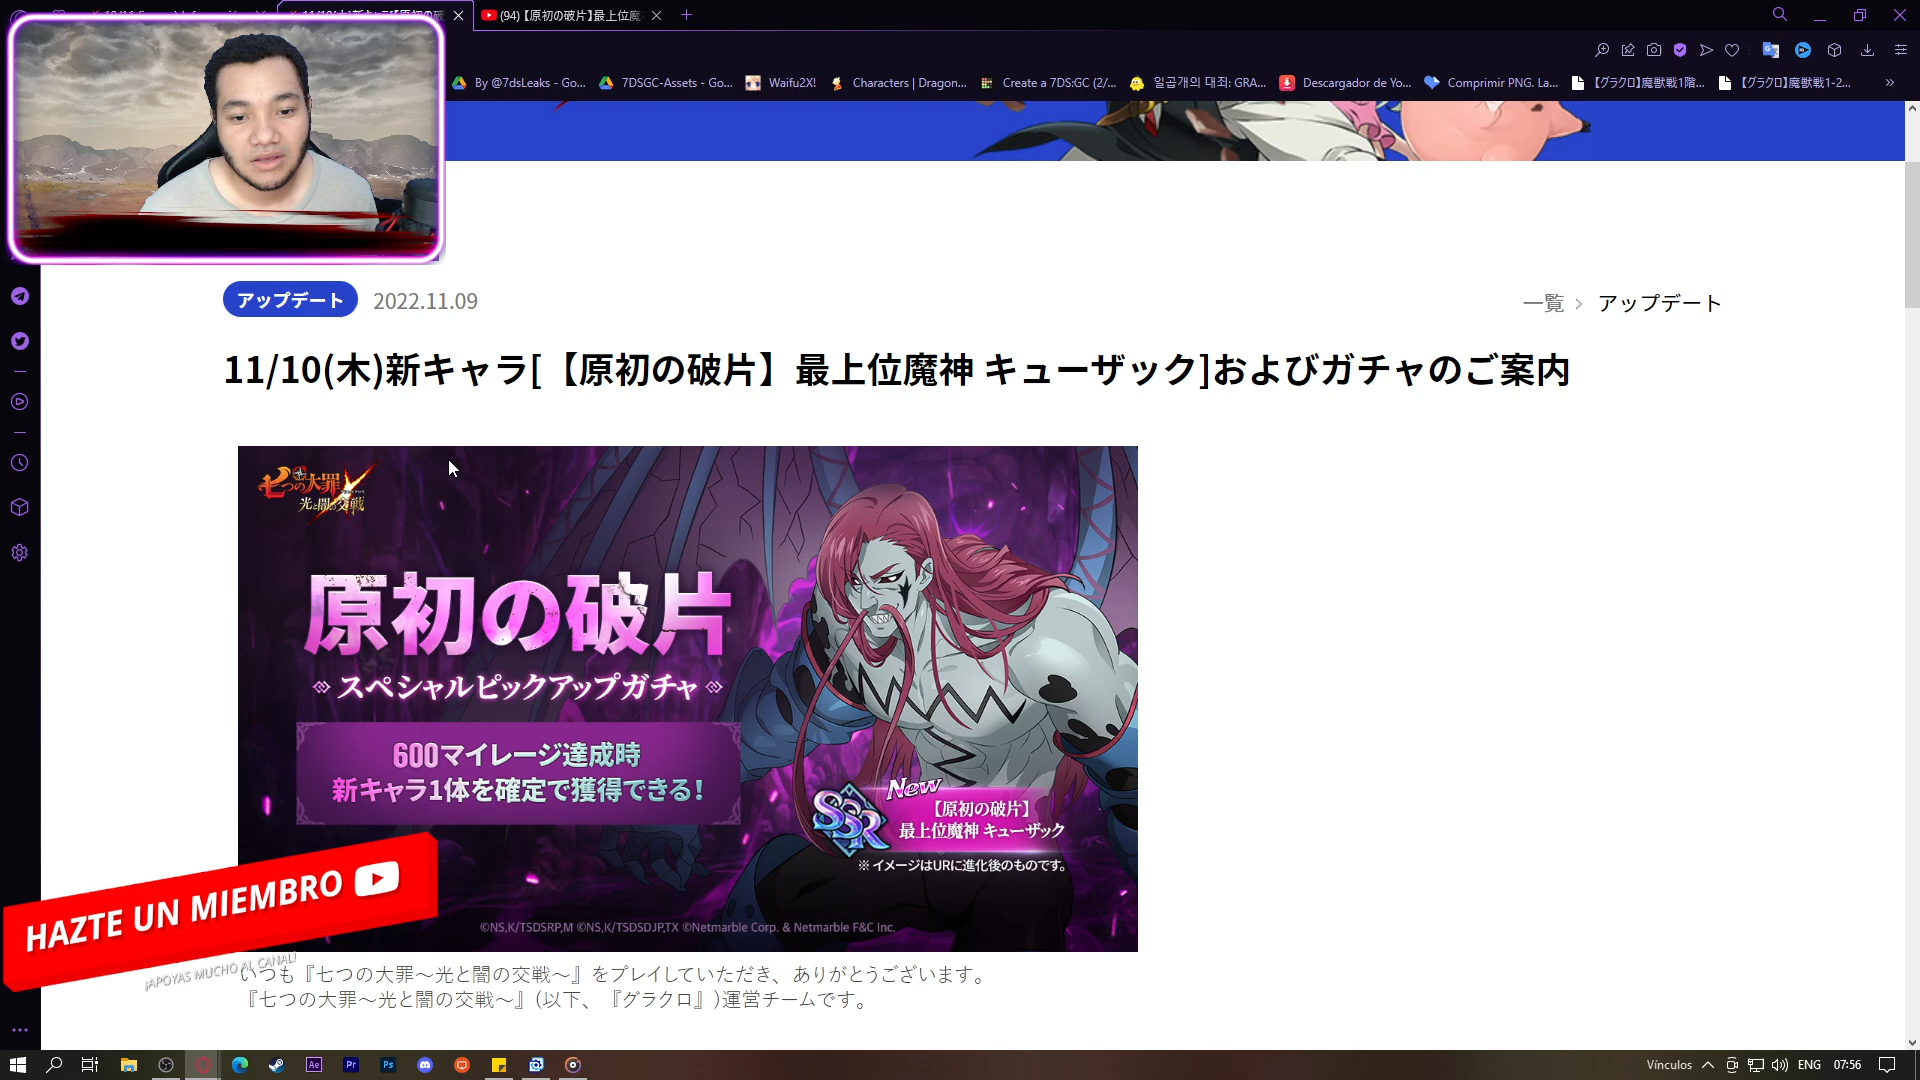 (94)【原初の破片】最上位魔
By @7dsLeaks - Go...
7DSGC-Assets - Go...
Waifu2X!
Characters | Dragon...
Create a 7DS:GC (2/...
일곱개의 대죄: GRA...
Descargador de Yo...
Comprimir PNG. La...
【グラクロ】魔獣戦1階...
【グラクロ】魔獣戦1-2...
アップデート 2022.11.09
一覧 > アップデート
11/10(木)新キャラ[【原初の破片】最上位魔神 キューザック]およびガチャのご案内
七つの大罪
光と闇の交戦
原初の破片
スペシャルピックアップガチャ
600マイレージ達成時
新キャラ1体を確定で獲得できる!
SSR
New
【原初の破片】
最上位魔神 キューザック
※ イメージはURに進化後のものです。
©NS,K/TSDSRP,M ©NS,K/TSDSDJP,TX ©Netmarble Corp. & Netmarble F&C Inc.
HAZTE UN MIEMBRO
¡APOYAS MUCHO AL CANAL!
いつも『七つの大罪～光と闇の交戦～』をプレイしていただき、ありがとうございます。
『七つの大罪～光と闇の交戦～』(以下、『グラクロ』)運営チームです。
Ae
Pr
Ps
Vínculos
ENG
07:56